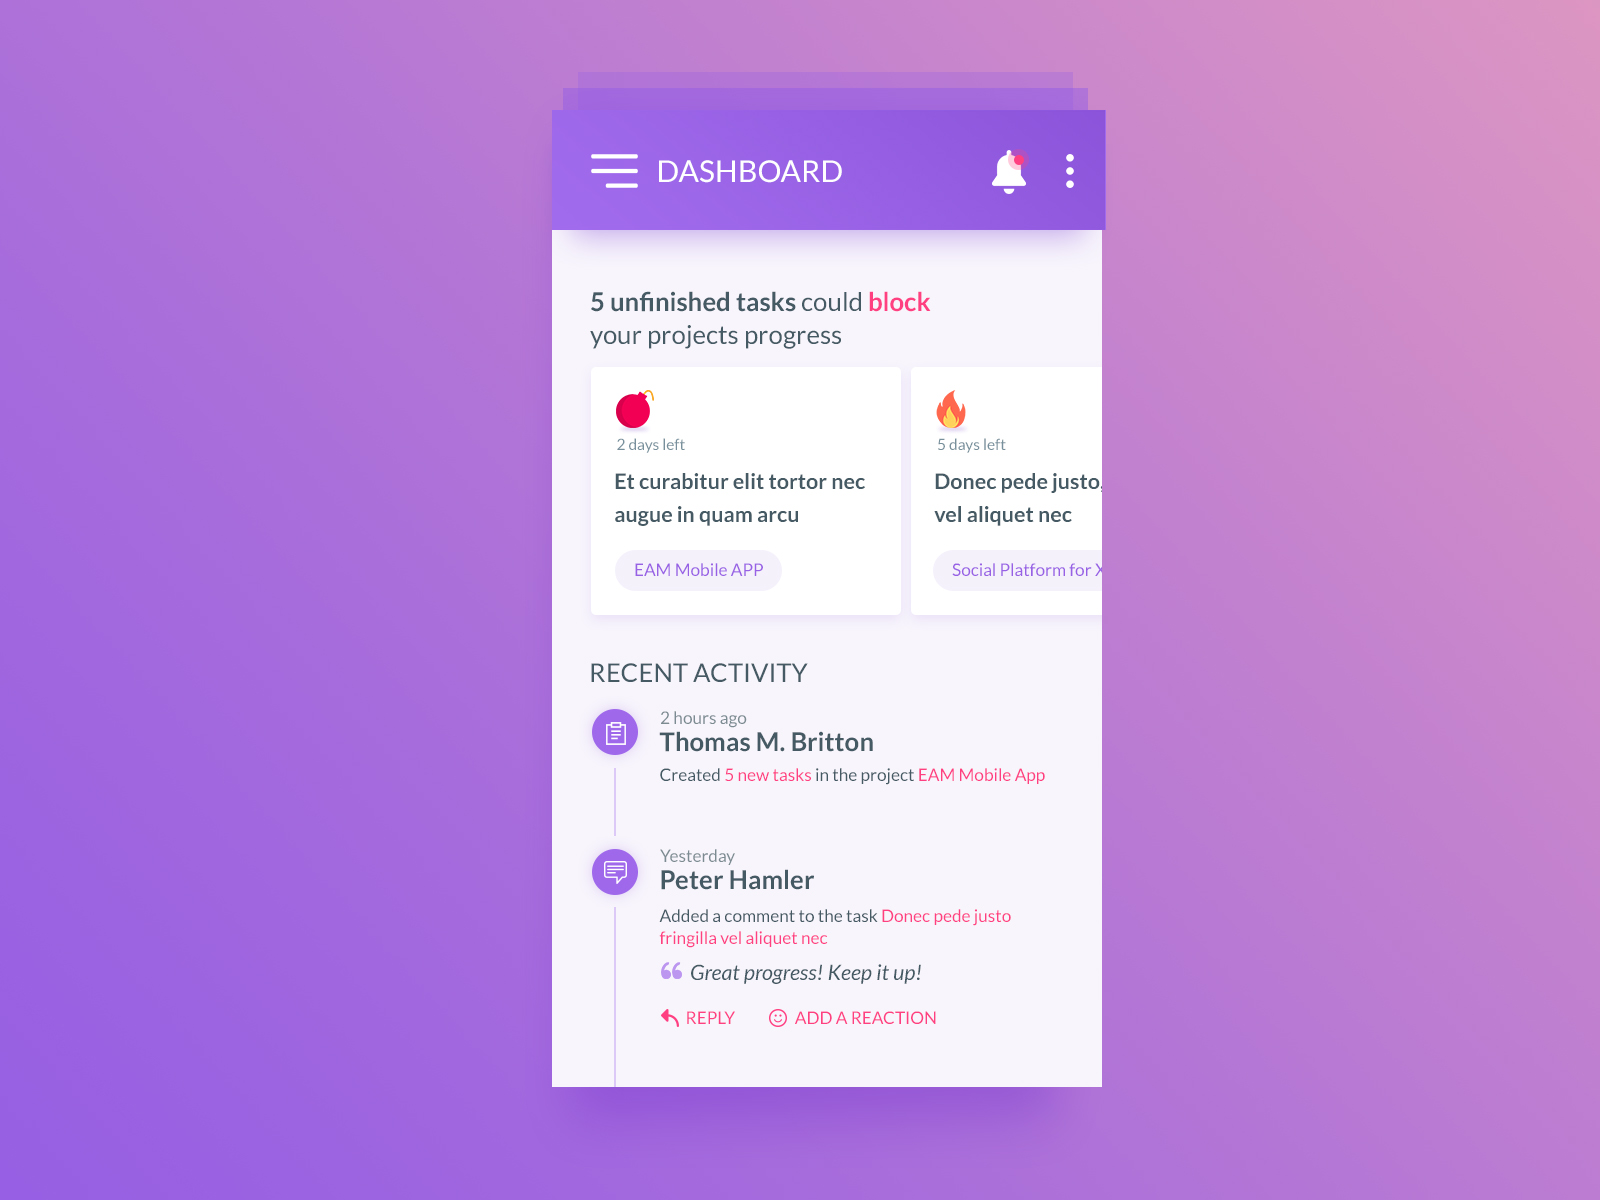 DASHBOARD
5 unfinished tasks could block
your projects progress
2 days left
Et curabitur elit tortor nec
augue in quam arcu
EAM Mobile APP
5 days left
Donec pede justo,
vel aliquet nec
Social Platform for X
RECENT ACTIVITY
2 hours ago
Thomas M. Britton
Created 5 new tasks in the project EAM Mobile App
Yesterday
Peter Hamler
Added a comment to the task Donec pede justo
fringilla vel aliquet nec
“ Great progress! Keep it up!
REPLY
ADD A REACTION